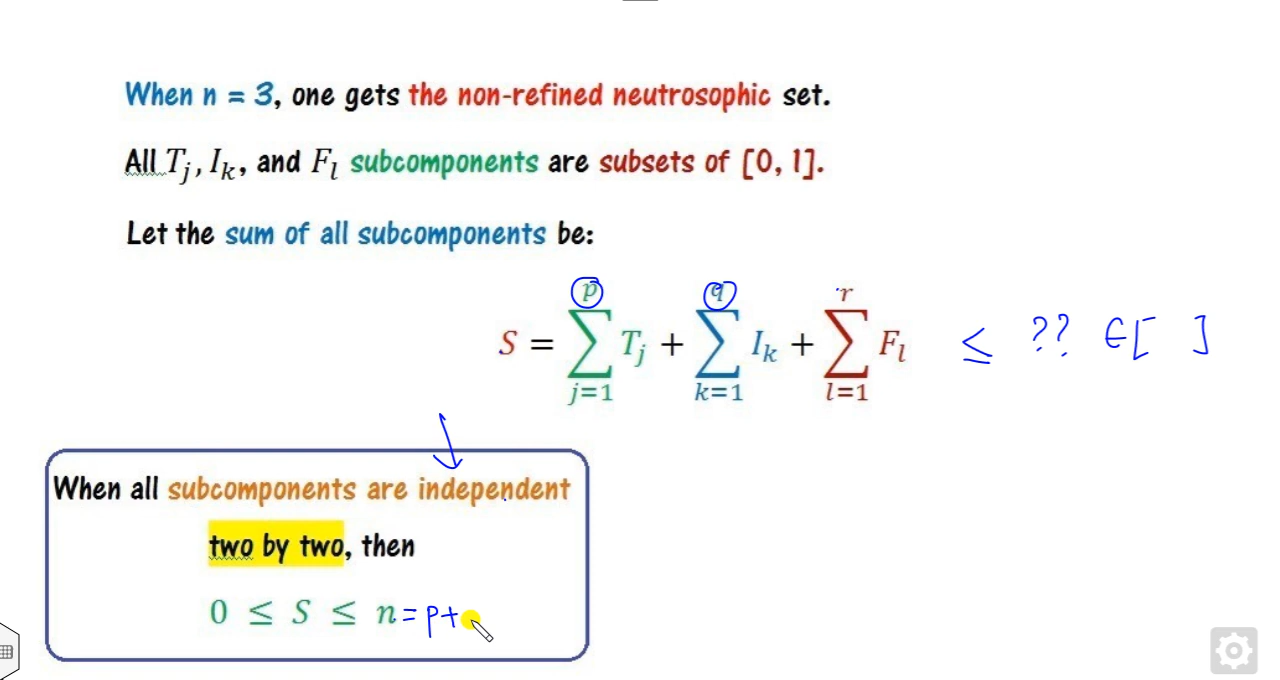 When n = 3, one gets the non-refined neutrosophic set.
All Tⱼ, Iₖ, and Fₗ subcomponents are subsets of [0, 1].
Let the sum of all subcomponents be:
S = ∑_{j=1}^{p} Tⱼ + ∑_{k=1}^{q} Iₖ + ∑_{l=1}^{r} Fₗ ≤ ?? ∈[ ]
When all subcomponents are independent
two by two, then
0 ≤ S ≤ n = p+